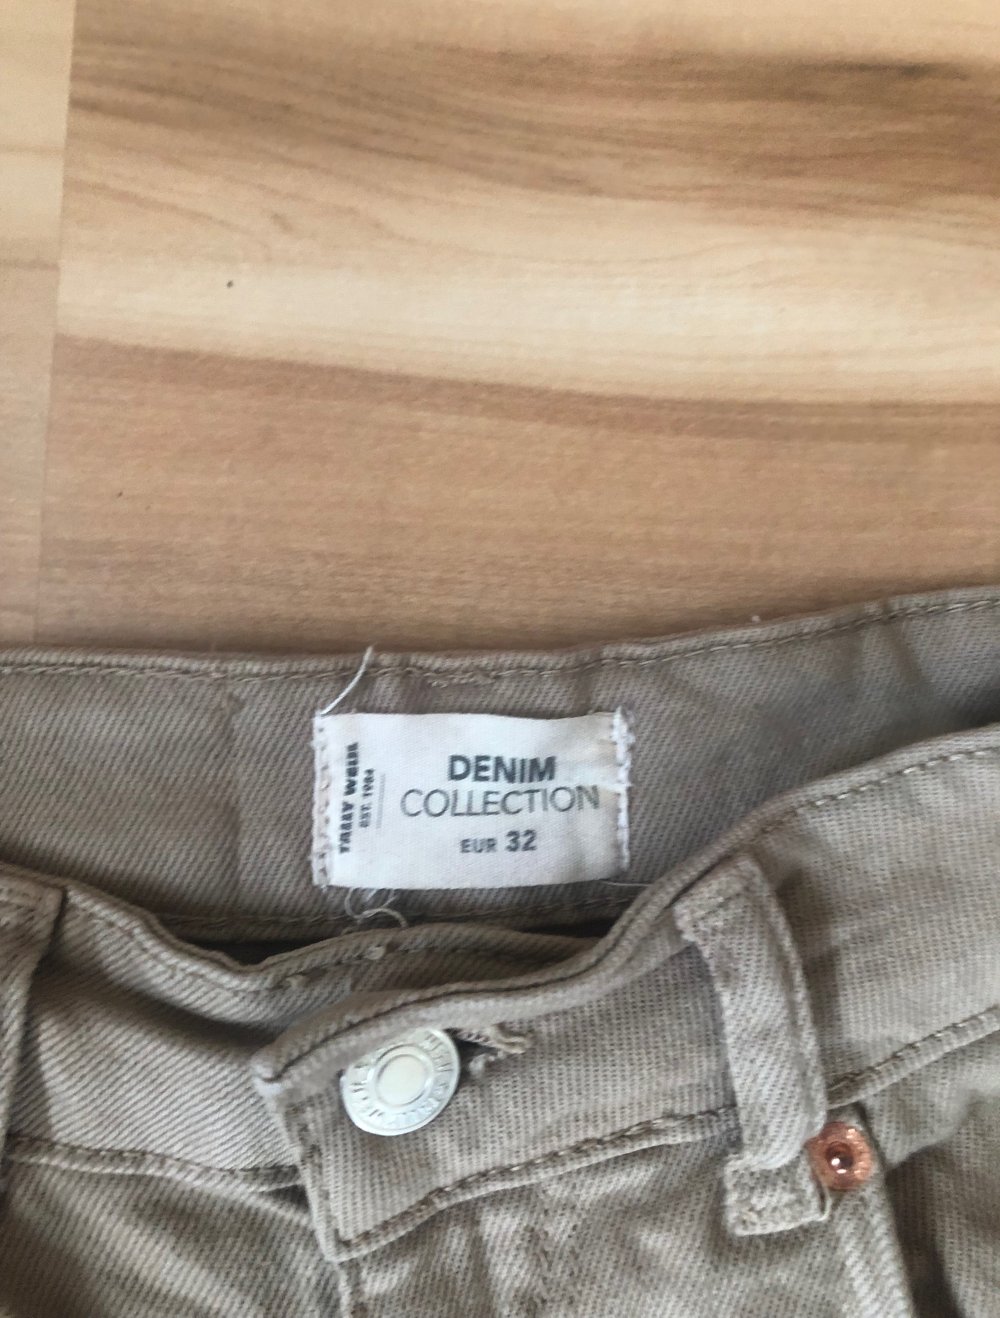 TALLY WEiJL
EST. 1984
DENIM
COLLECTION
EUR 32